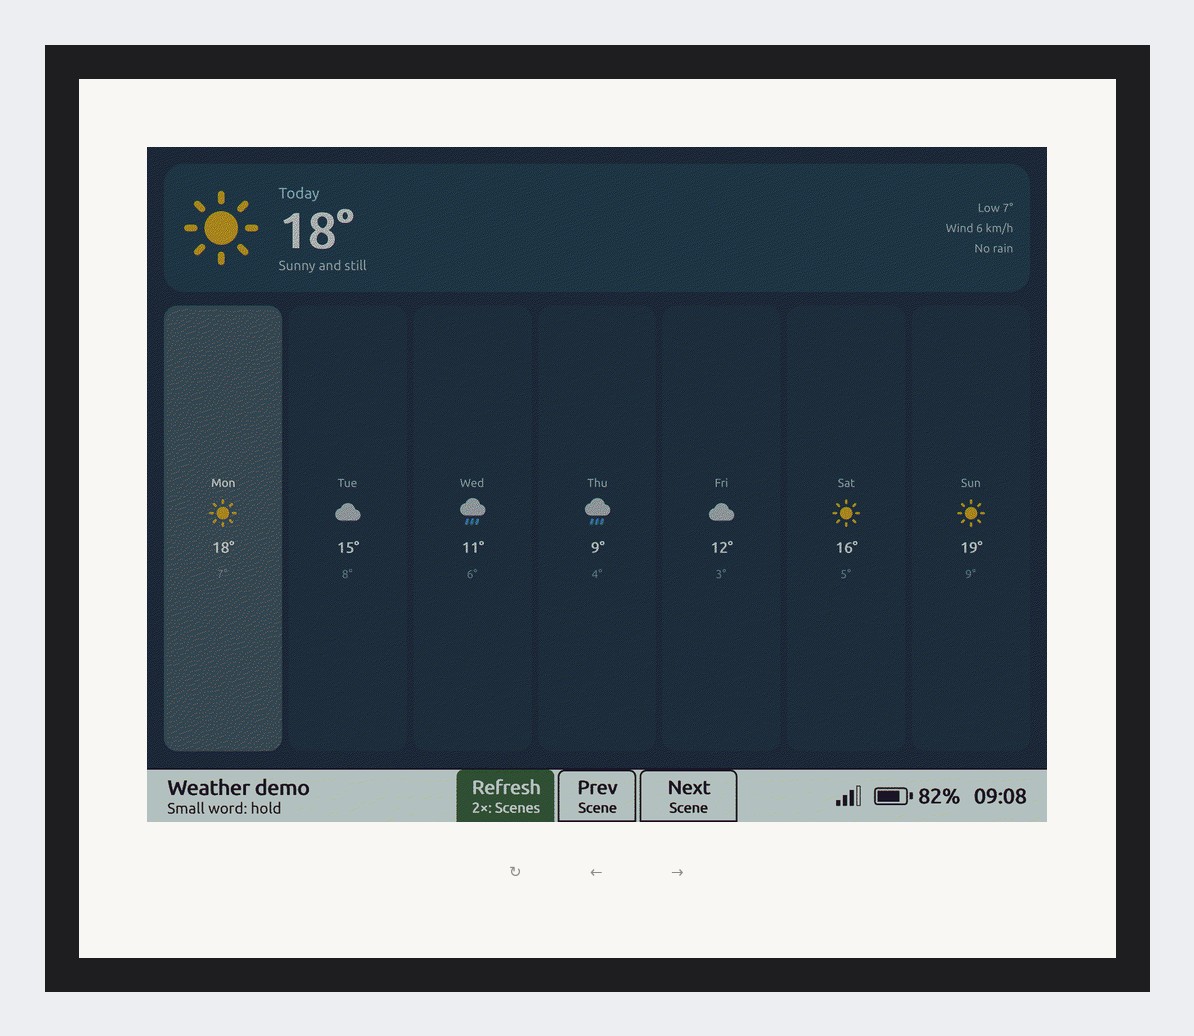 Today
18°
Sunny and still
Low 7°
Wind 6 km/h
No rain
Mon
18°
7°
Tue
15°
8°
Wed
11°
6°
Thu
9°
4°
Fri
12°
3°
Sat
16°
5°
Sun
19°
9°
Weather demo
Small word: hold
Refresh
2×: Scenes
Prev
Scene
Next
Scene
82% 09:08
↻ ← →